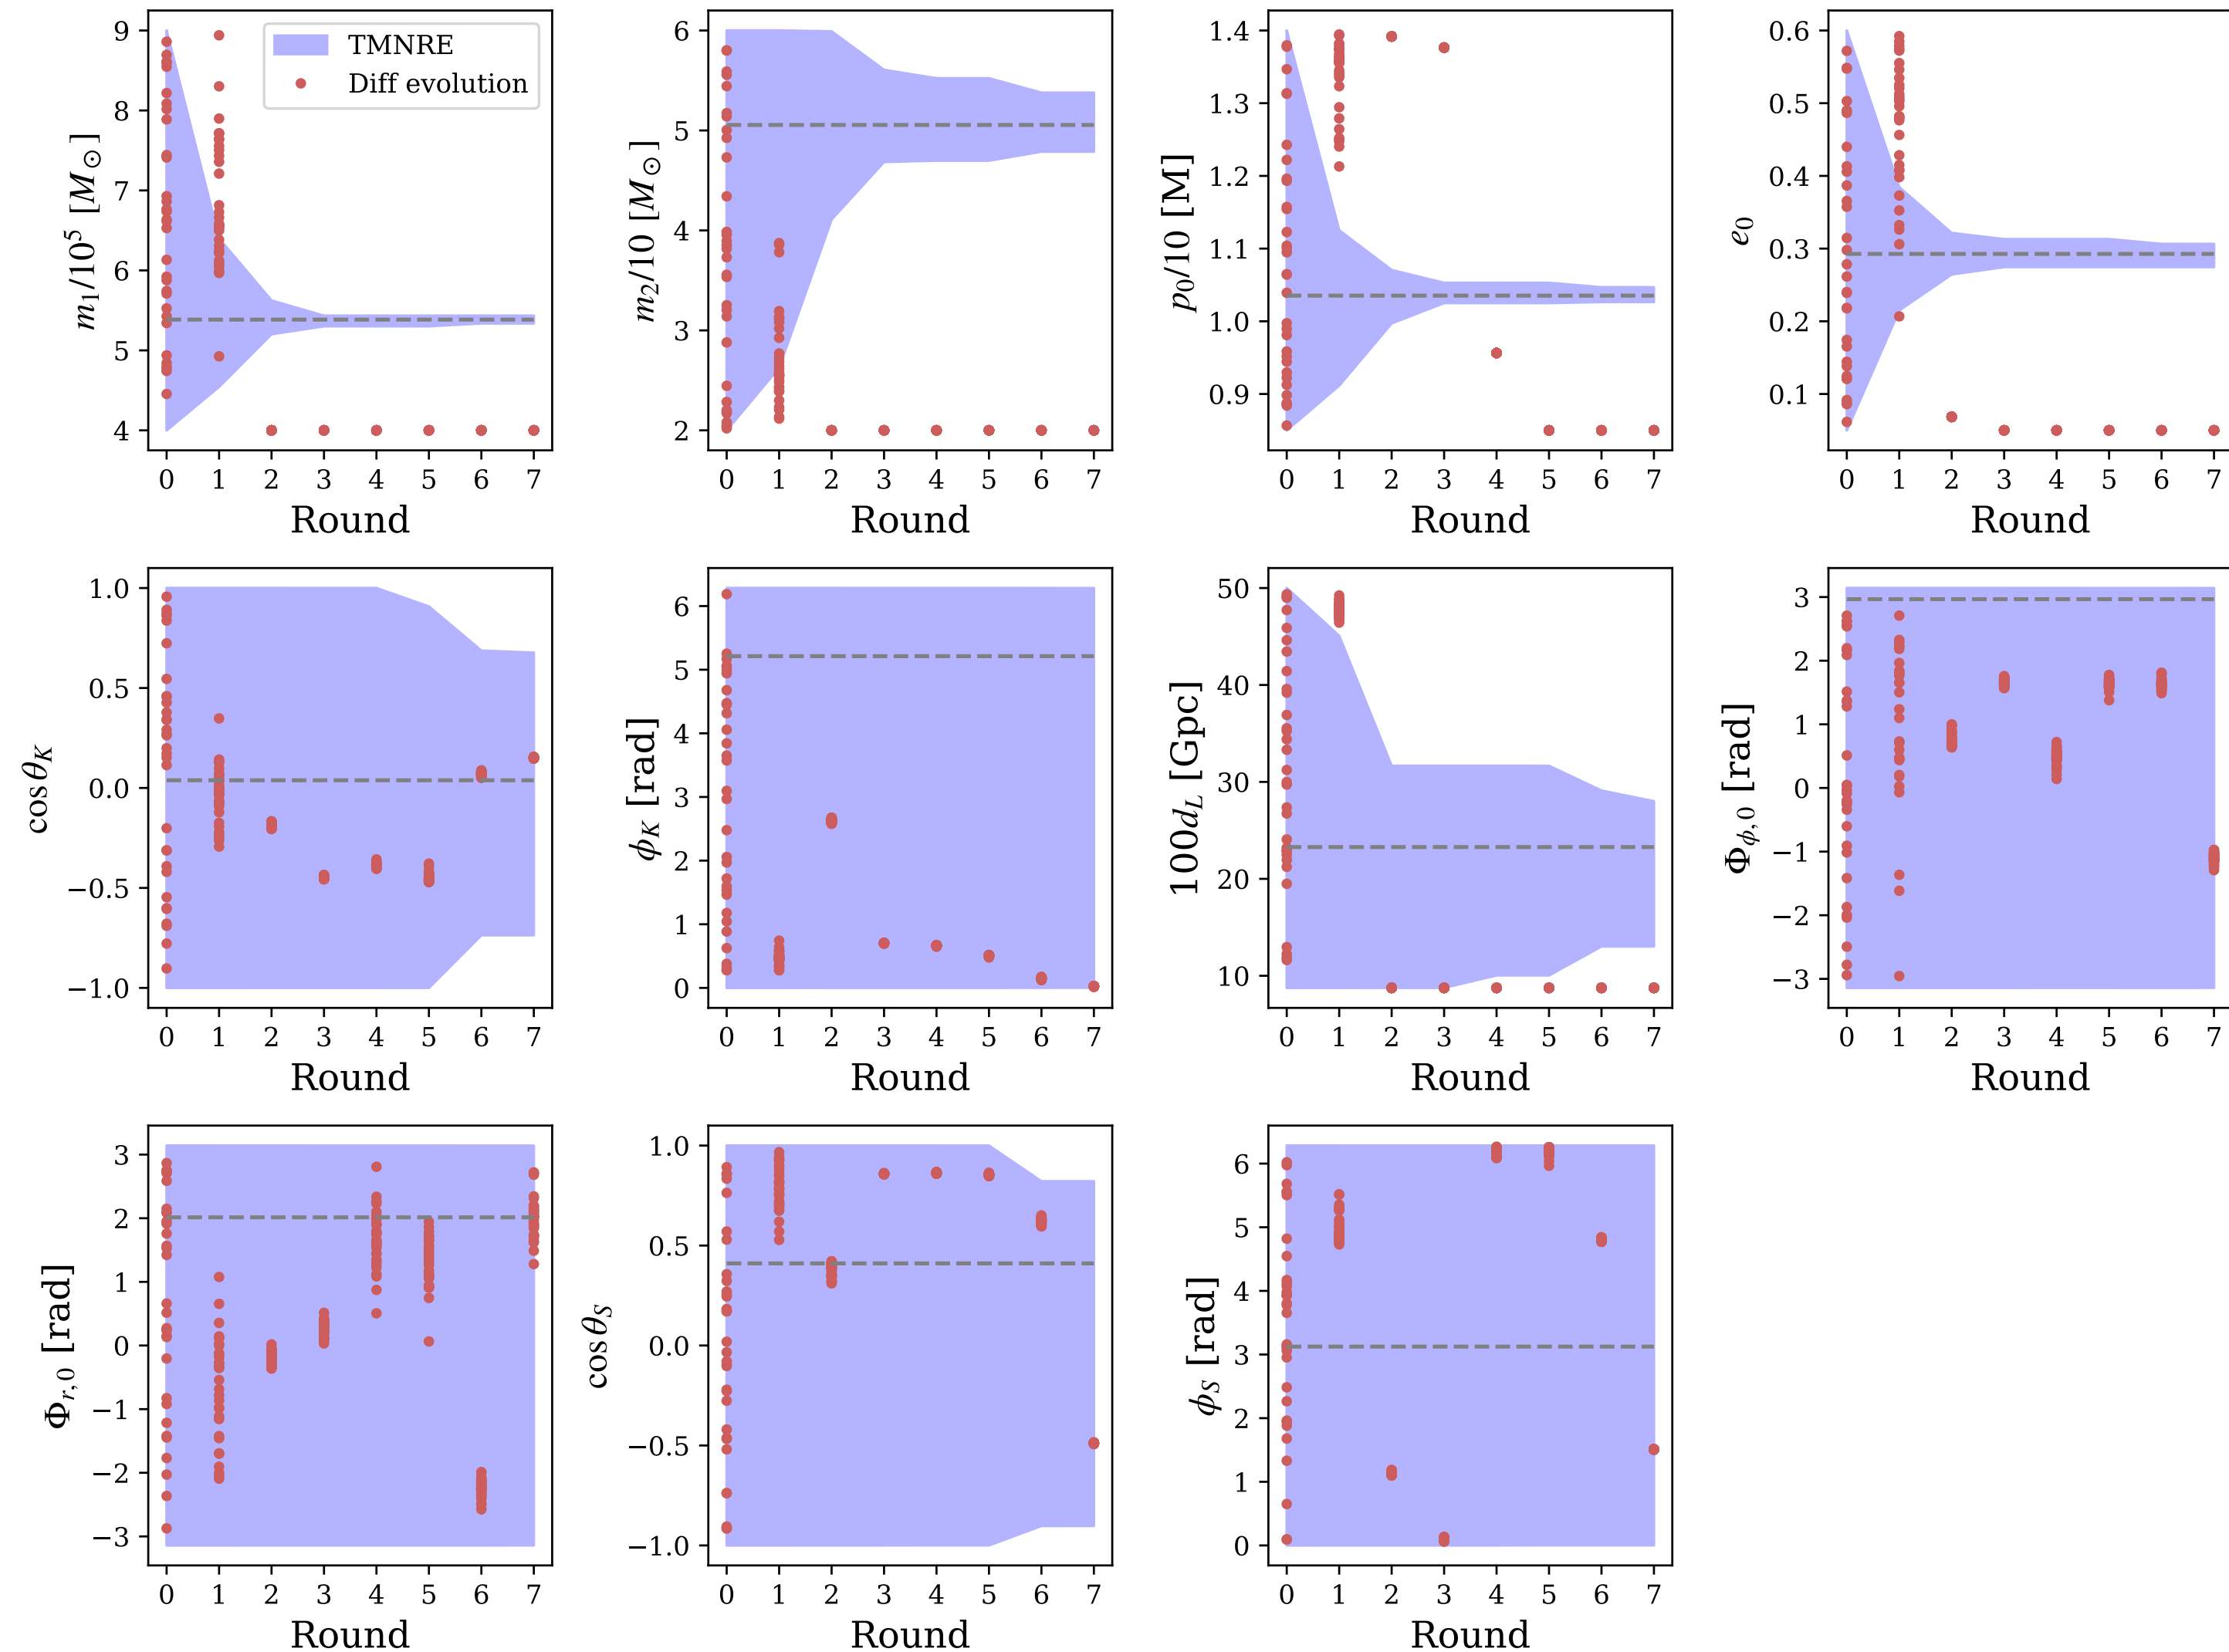 TMNRE
Diff evolution
m₁/10⁵ [M⊙]
9
8
7
6
5
4
0 1 2 3 4 5 6 7
Round
m₂/10 [M⊙]
6
5
4
3
2
0 1 2 3 4 5 6 7
Round
p₀/10 [M]
1.4
1.3
1.2
1.1
1.0
0.9
0 1 2 3 4 5 6 7
Round
e₀
0.6
0.5
0.4
0.3
0.2
0.1
0 1 2 3 4 5 6 7
Round
cos θ_K
1.0
0.5
0.0
−0.5
−1.0
0 1 2 3 4 5 6 7
Round
ϕ_K [rad]
6
5
4
3
2
1
0
0 1 2 3 4 5 6 7
Round
100d_L [Gpc]
50
40
30
20
10
0 1 2 3 4 5 6 7
Round
Φ_ϕ,0 [rad]
3
2
1
0
−1
−2
−3
0 1 2 3 4 5 6 7
Round
Φ_r,0 [rad]
3
2
1
0
−1
−2
−3
0 1 2 3 4 5 6 7
Round
cos θ_S
1.0
0.5
0.0
−0.5
−1.0
0 1 2 3 4 5 6 7
Round
ϕ_S [rad]
6
5
4
3
2
1
0
0 1 2 3 4 5 6 7
Round